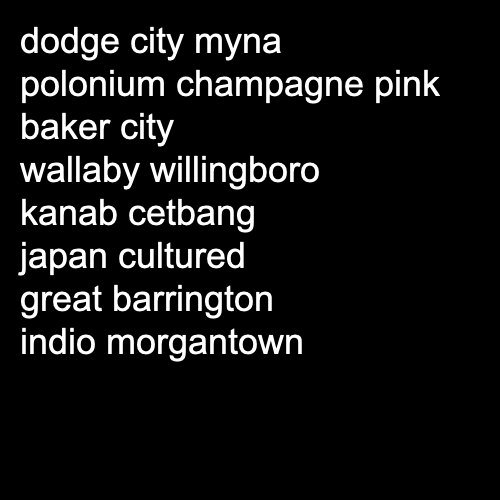 dodge city myna
polonium champagne pink
baker city
wallaby willingboro
kanab cetbang
japan cultured
great barrington
indio morgantown